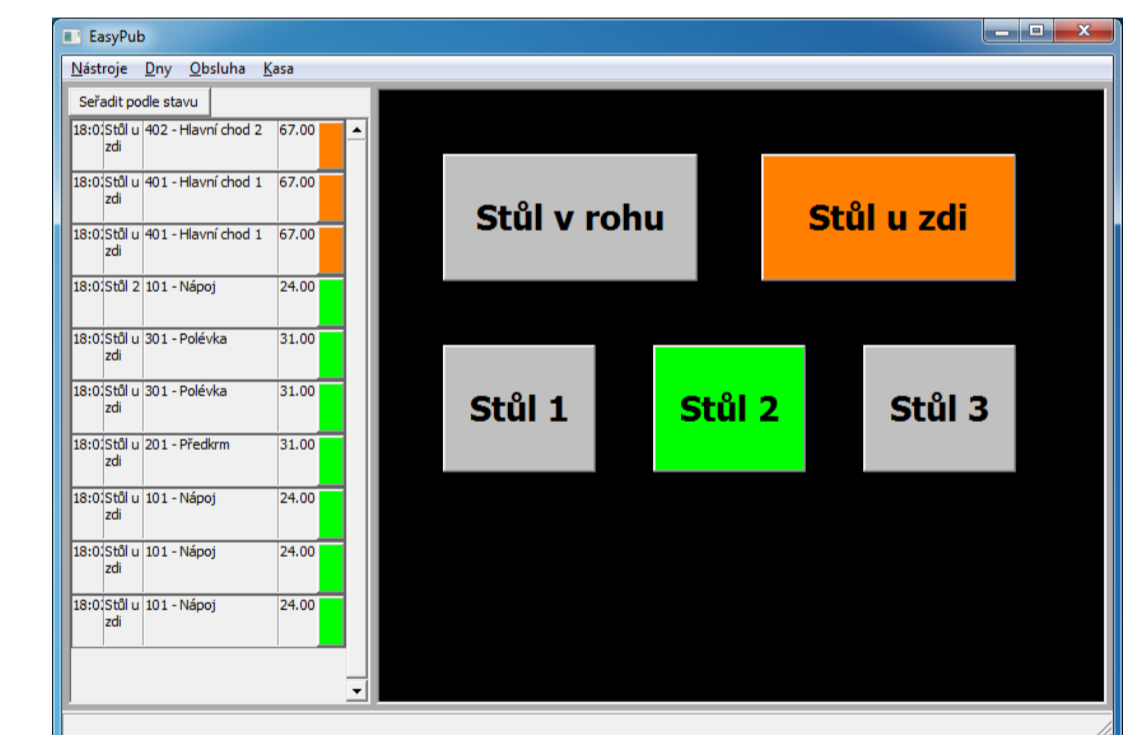 EasyPub
Nástroje Dny Obsluha Kasa
Seřadit podle stavu
18:0 Stůl u zdi 402 - Hlavní chod 2 67.00
18:0 Stůl u zdi 401 - Hlavní chod 1 67.00
18:0 Stůl u zdi 401 - Hlavní chod 1 67.00
18:0 Stůl 2 101 - Nápoj 24.00
18:0 Stůl u zdi 301 - Polévka 31.00
18:0 Stůl u zdi 301 - Polévka 31.00
18:0 Stůl u zdi 201 - Předkrm 31.00
18:0 Stůl u zdi 101 - Nápoj 24.00
18:0 Stůl u zdi 101 - Nápoj 24.00
18:0 Stůl u zdi 101 - Nápoj 24.00
Stůl v rohu
Stůl u zdi
Stůl 1
Stůl 2
Stůl 3